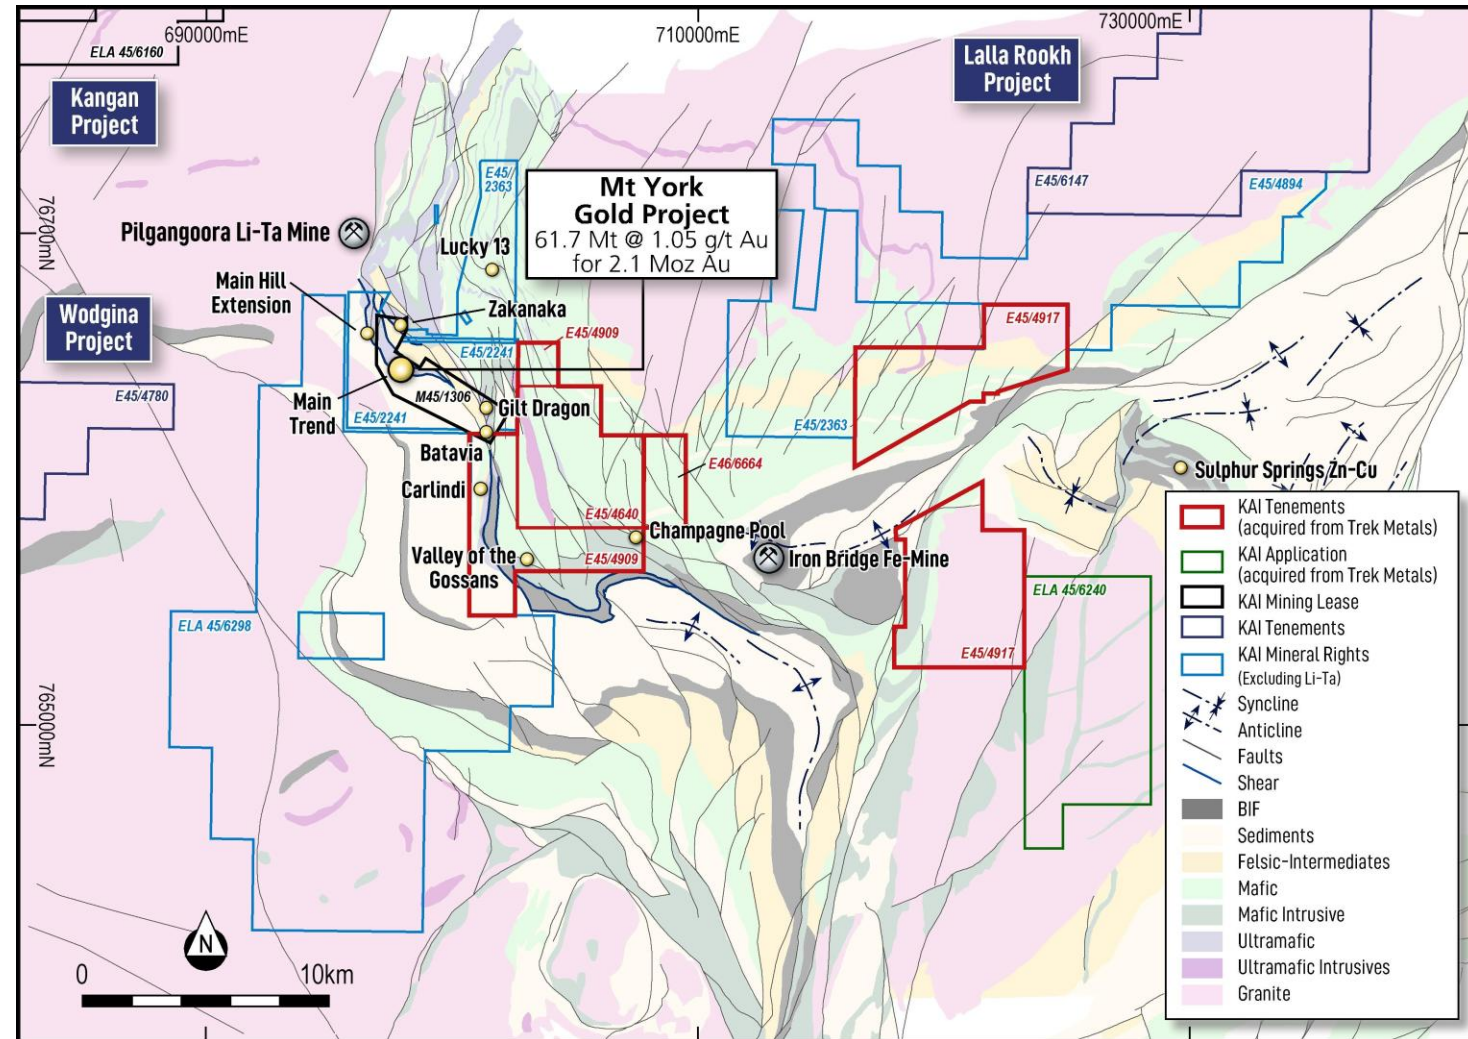 690000mE
710000mE
730000mE
ELA 45/6160
Kangan
Project
Lalla Rookh
Project
E45/
2363
Mt York
Gold Project
61.7 Mt @ 1.05 g/t Au
for 2.1 Moz Au
E45/6147
E45/4894
7670000mN
Pilgangoora Li-Ta Mine
Lucky 13
Main Hill
Extension
Zakanaka
Wodgina
Project
E45/4909
E45/4917
E45/2241
E45/4780
Main
Trend
M45/1306
E45/2241
Gilt Dragon
E45/2363
Batavia
E46/6664
Sulphur Springs Zn-Cu
Carlindi
E45/4640
Champagne Pool
Valley of the
Gossans
E45/4909
Iron Bridge Fe-Mine
ELA 45/6240
ELA 45/6298
E45/4917
7650000mN
KAI Tenements
(acquired from Trek Metals)
KAI Application
(acquired from Trek Metals)
KAI Mining Lease
KAI Tenements
KAI Mineral Rights
(Excluding Li-Ta)
Syncline
Anticline
Faults
Shear
BIF
Sediments
Felsic-Intermediates
Mafic
Mafic Intrusive
Ultramafic
Ultramafic Intrusives
Granite
N
0
10km